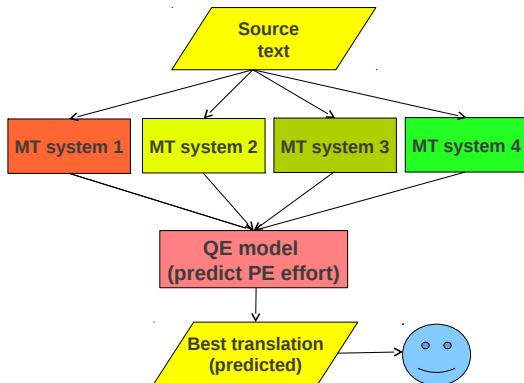 Source
text
MT system 1
MT system 2
MT system 3
MT system 4
QE model
(predict PE effort)
Best translation
(predicted)